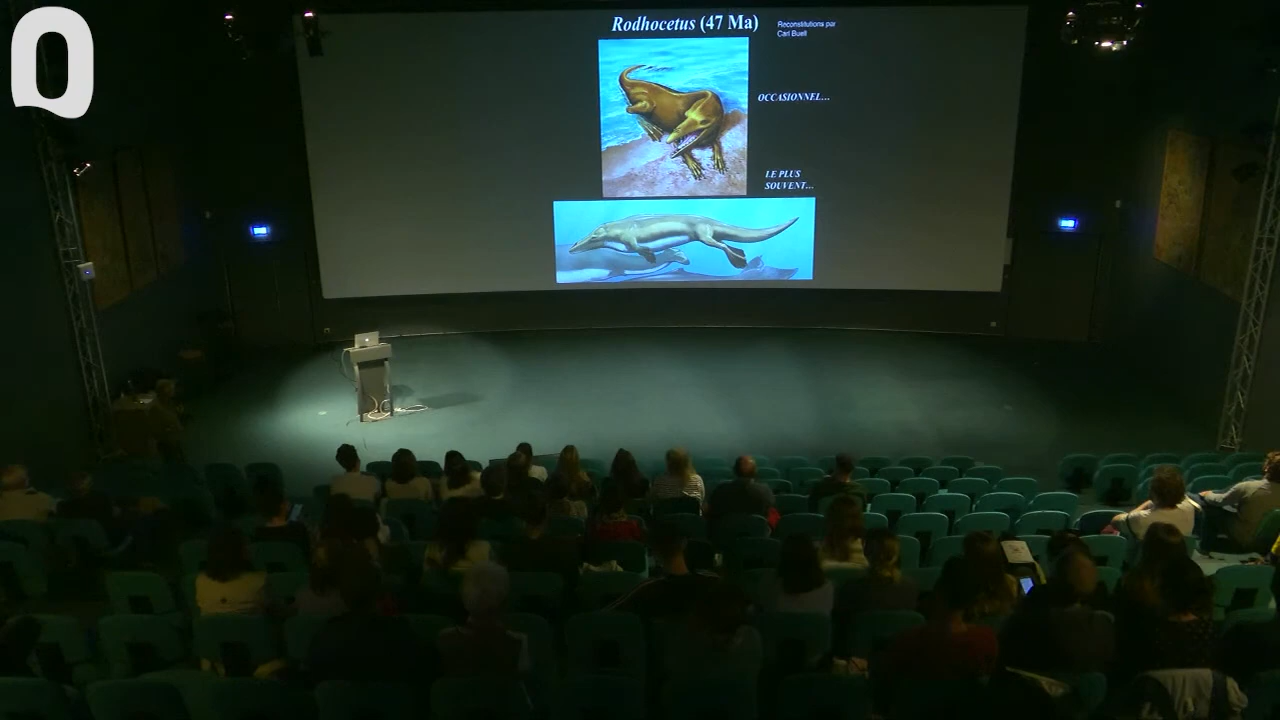 Q
Rodhocetus (47 Ma)
Reconstitutions par
Carl Buell
OCCASIONNEL...
LE PLUS
SOUVENT...